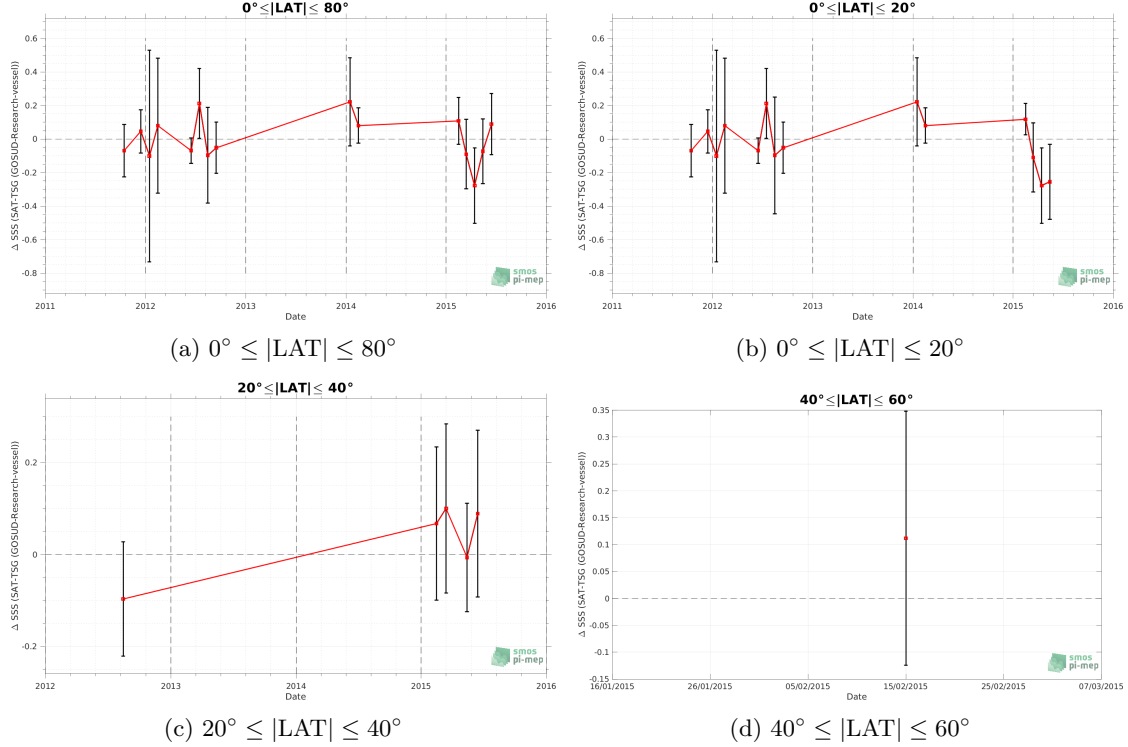 0°≤|LAT|≤ 80°
Δ SSS (SAT-TSG (GOSUD-Research-vessel))
0.6
0.4
0.2
0
-0.2
-0.4
-0.6
-0.8
2011
2012
2013
2014
2015
2016
Date
smos
pi-mep
(a) 0° ≤ |LAT| ≤ 80°
0°≤|LAT|≤ 20°
Δ SSS (SAT-TSG (GOSUD-Research-vessel))
0.6
0.4
0.2
0
-0.2
-0.4
-0.6
-0.8
2011
2012
2013
2014
2015
2016
Date
smos
pi-mep
(b) 0° ≤ |LAT| ≤ 20°
20°≤|LAT|≤ 40°
Δ SSS (SAT-TSG (GOSUD-Research-vessel))
0.2
0
-0.2
2012
2013
2014
2015
2016
Date
smos
pi-mep
(c) 20° ≤ |LAT| ≤ 40°
40°≤|LAT|≤ 60°
Δ SSS (SAT-TSG (GOSUD-Research-vessel))
0.35
0.3
0.25
0.2
0.15
0.1
0.05
0
-0.05
-0.1
-0.15
16/01/2015
26/01/2015
05/02/2015
15/02/2015
25/02/2015
07/03/2015
Date
smos
pi-mep
(d) 40° ≤ |LAT| ≤ 60°